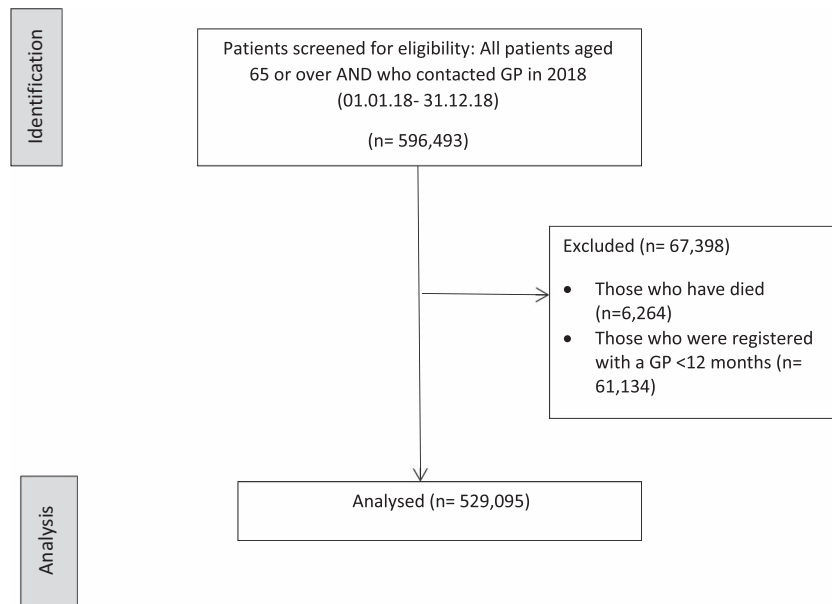 Identification
Patients screened for eligibility: All patients aged
65 or over AND who contacted GP in 2018
(01.01.18- 31.12.18)
(n= 596,493)
Excluded (n= 67,398)
● Those who have died
(n=6,264)
● Those who were registered
with a GP <12 months (n=
61,134)
Analysis
Analysed (n= 529,095)